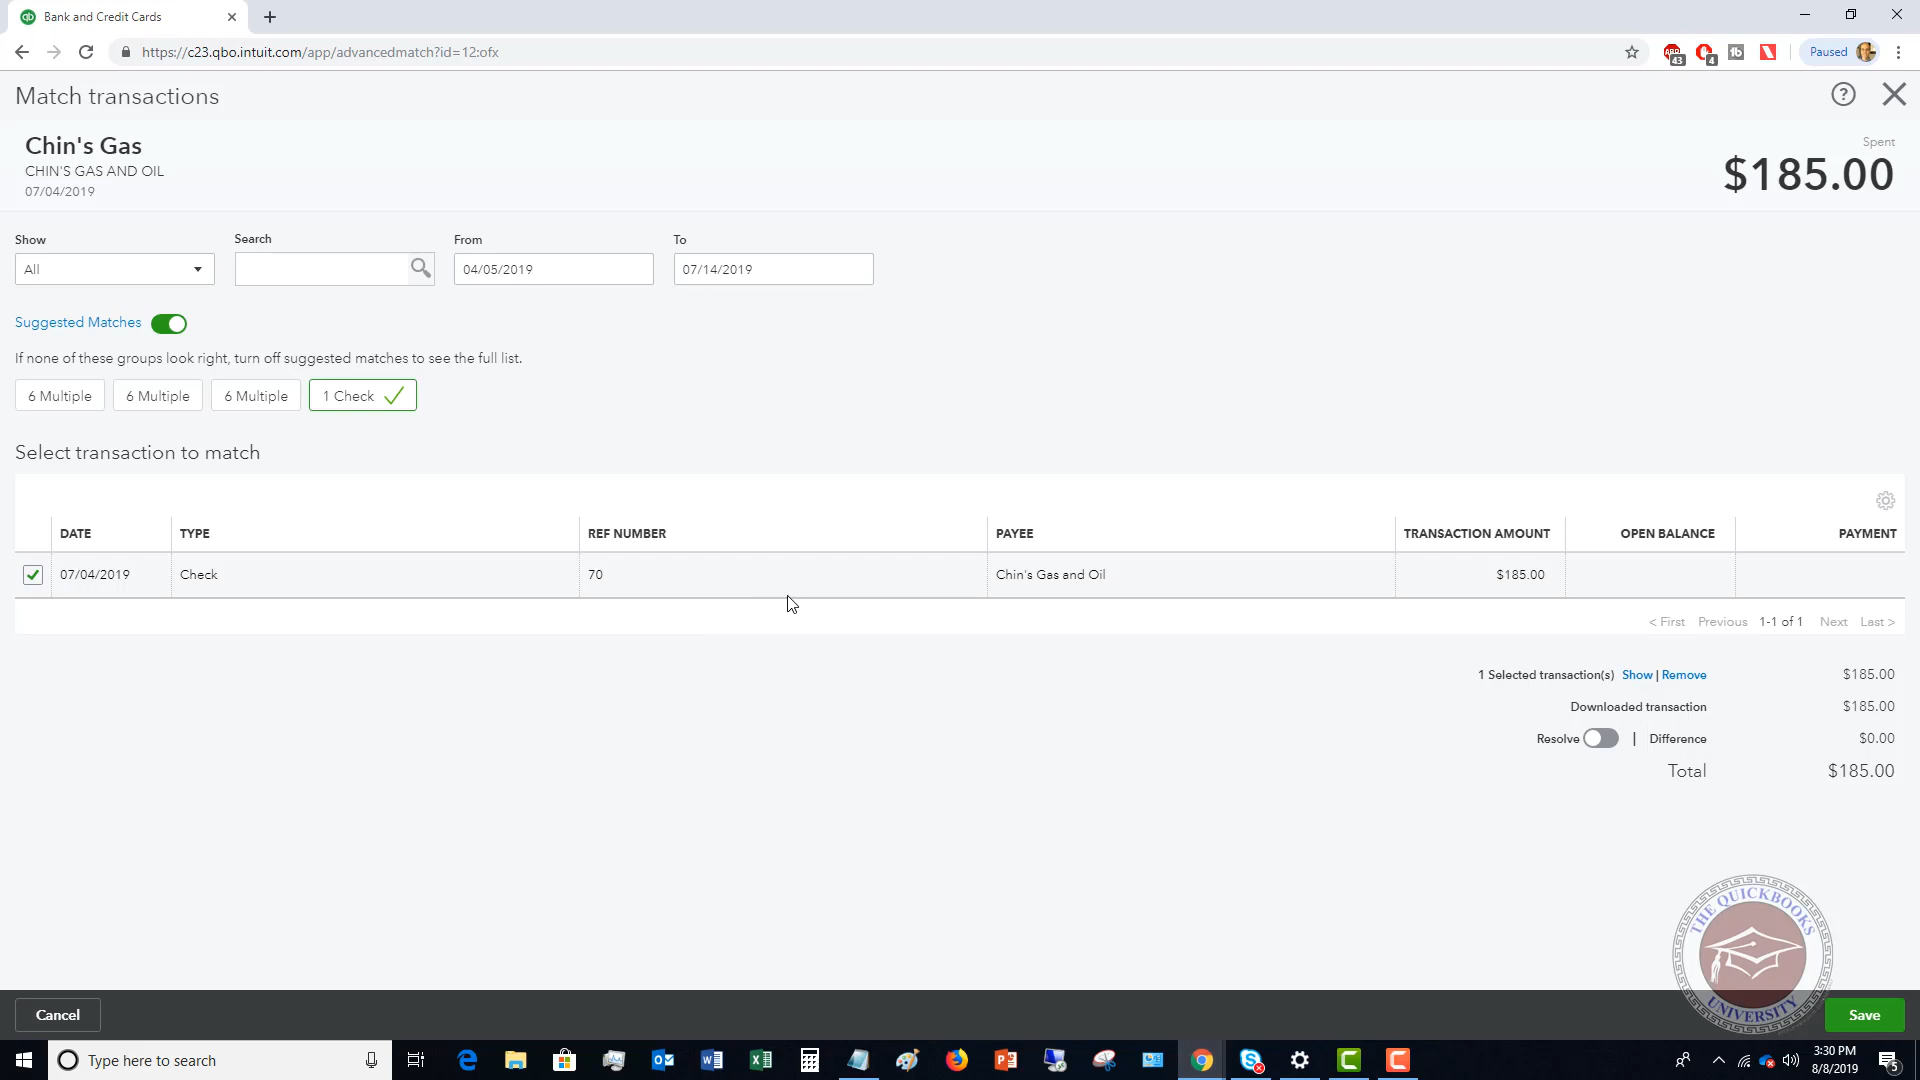 Bank and Credit Cards
https://c23.qbo.intuit.com/app/advancedmatch?id=12:ofx
43
4
Paused
Match transactions
Chin's Gas
CHIN'S GAS AND OIL
07/04/2019
Spent
$185.00
Show
Search
From
To
All
04/05/2019
07/14/2019
Suggested Matches
If none of these groups look right, turn off suggested matches to see the full list.
6 Multiple
6 Multiple
6 Multiple
1 Check
Select transaction to match
DATE TYPE REF NUMBER PAYEE TRANSACTION AMOUNT OPEN BALANCE PAYMENT
07/04/2019 Check 70 Chin's Gas and Oil $185.00
< First Previous 1-1 of 1 Next Last >
1 Selected transaction(s) Show | Remove $185.00
Downloaded transaction $185.00
Resolve | Difference $0.00
Total $185.00
THE QUICKBOOKS
UNIVERSITY
Cancel
Save
Type here to search
3:30 PM
8/8/2019
5